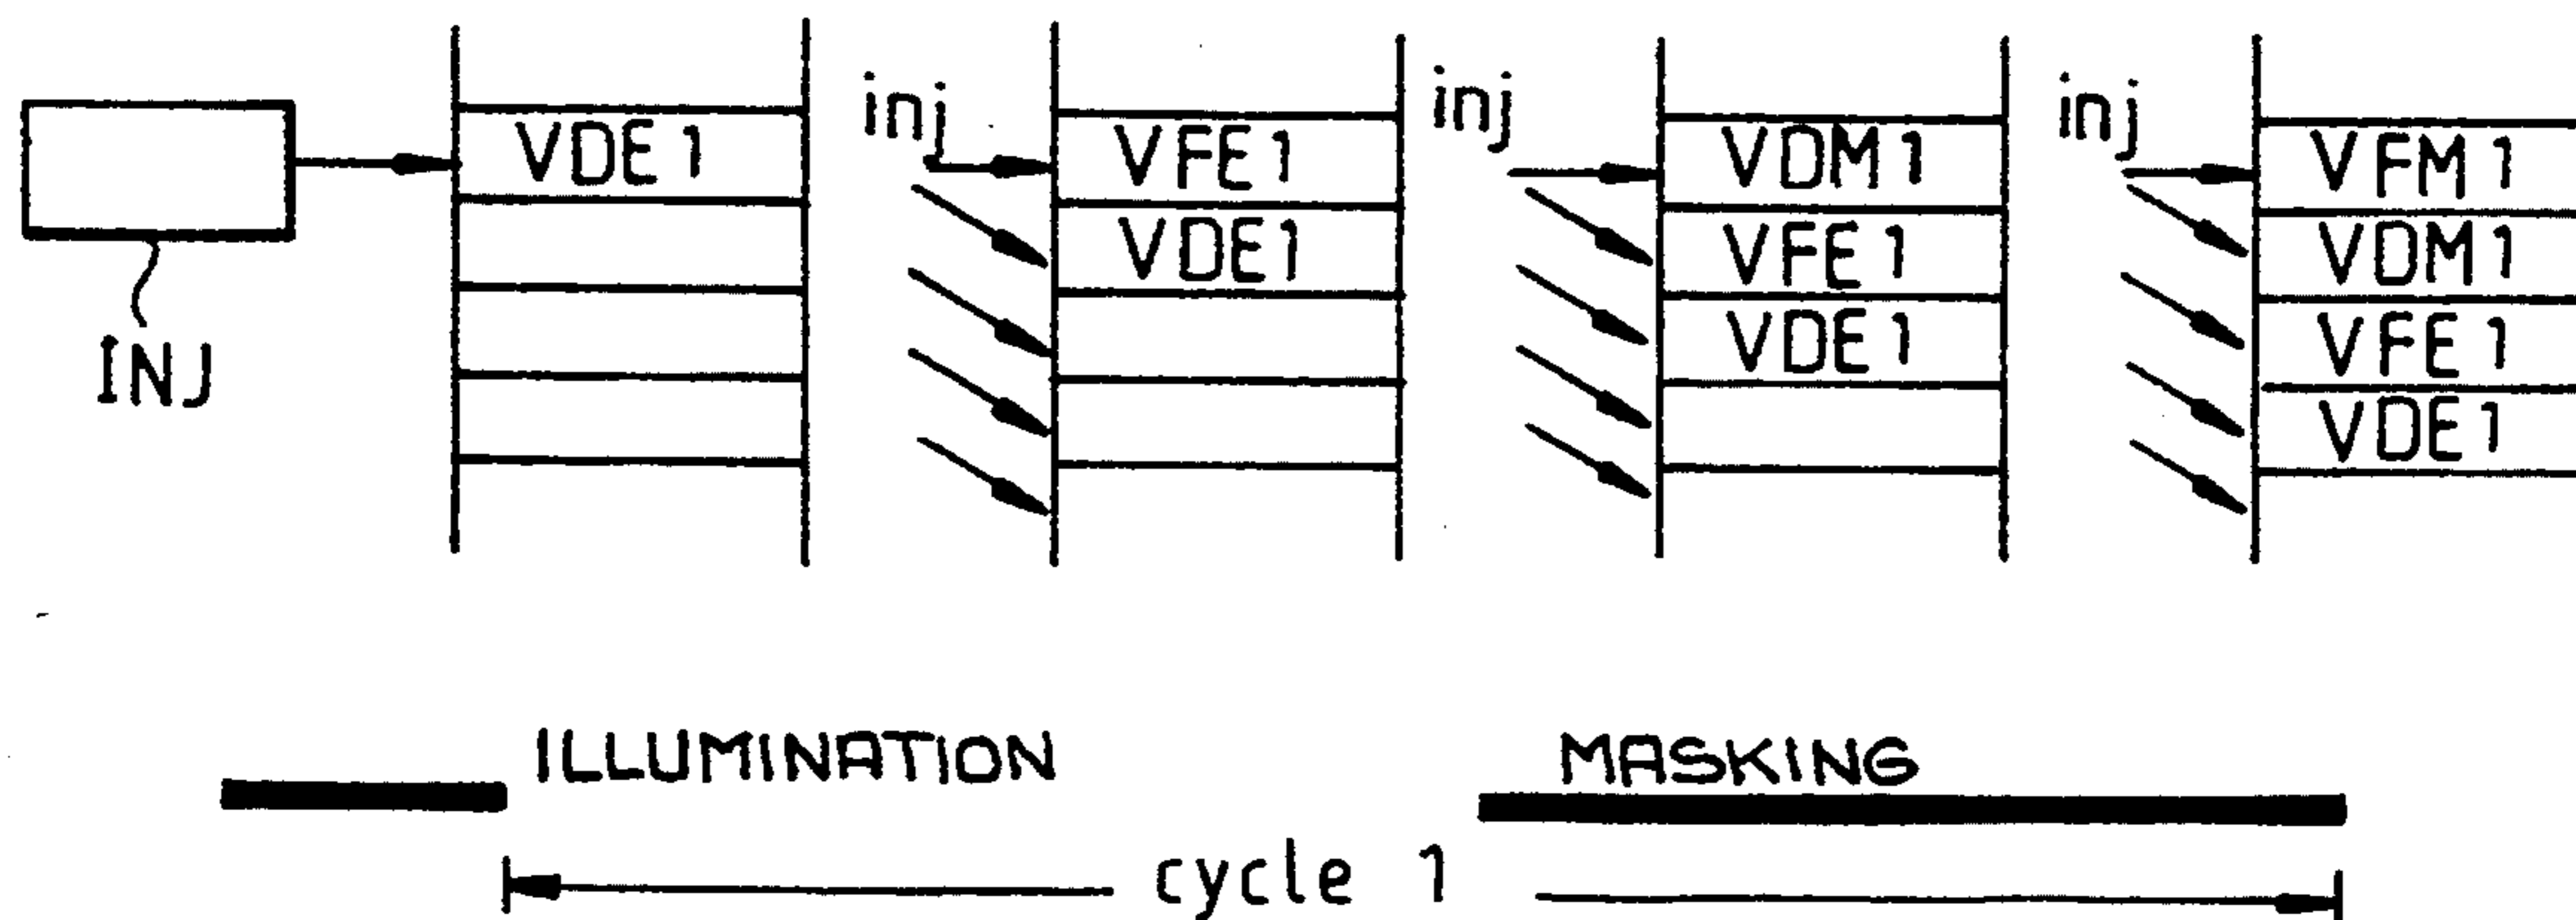 INJ
VDE1
inj
VFE1
VDE1
inj
VDM1
VFE1
VDE1
inj
VFM1
VDM1
VFE1
VDE1
ILLUMINATION
MASKING
cycle 1